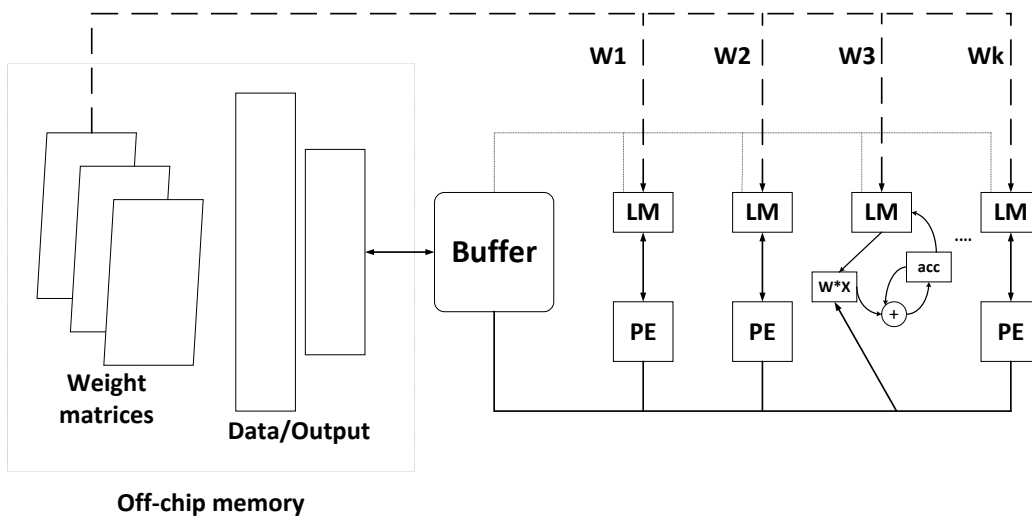 W1
W2
W3
Wk
LM
LM
LM
LM
Buffer
....
acc
W*X
+
PE
PE
PE
Weight
matrices
Data/Output
Off-chip memory